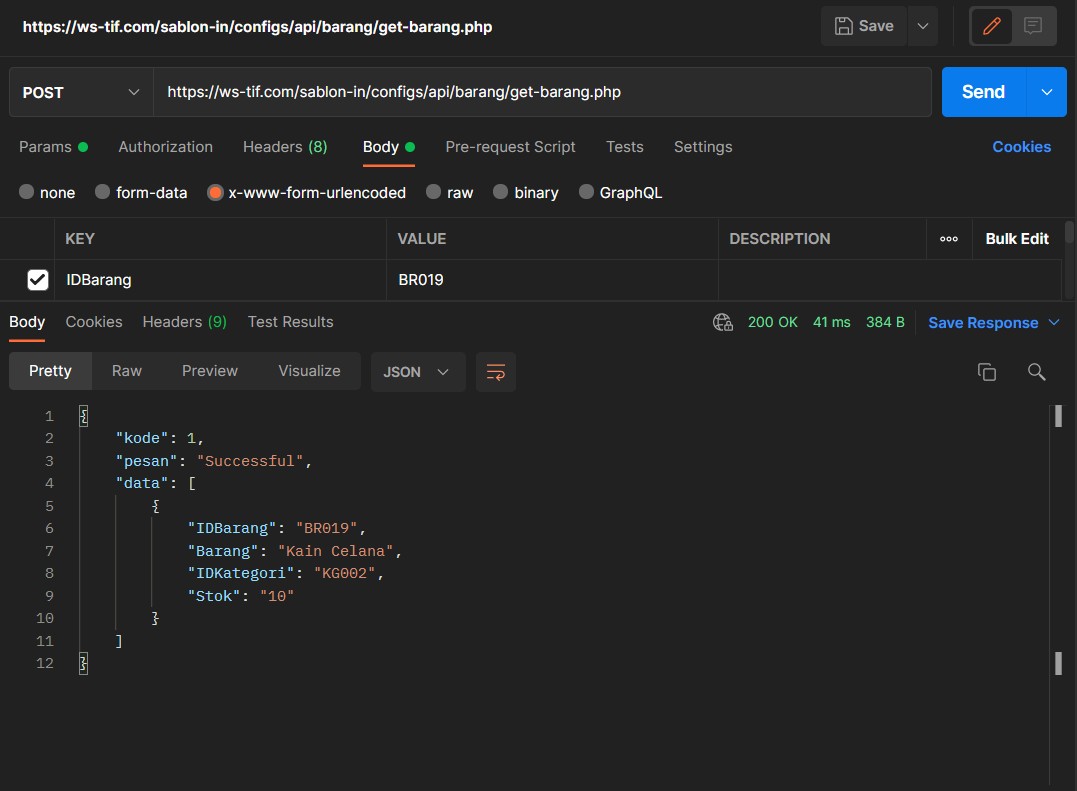 https://ws-tif.com/sablon-in/configs/api/barang/get-barang.php Save
POST https://ws-tif.com/sablon-in/configs/api/barang/get-barang.php Send
Params Authorization Headers (8) Body Pre-request Script Tests Settings Cookies
none form-data x-www-form-urlencoded raw binary GraphQL
KEY VALUE DESCRIPTION Bulk Edit
IDBarang BR019
Body Cookies Headers (9) Test Results 200 OK 41 ms 384 B Save Response
Pretty Raw Preview Visualize JSON
1 {
2 "kode": 1,
3 "pesan": "Successful",
4 "data": [
5 {
6 "IDBarang": "BR019",
7 "Barang": "Kain Celana",
8 "IDKategori": "KG002",
9 "Stok": "10"
10 }
11 ]
12 }